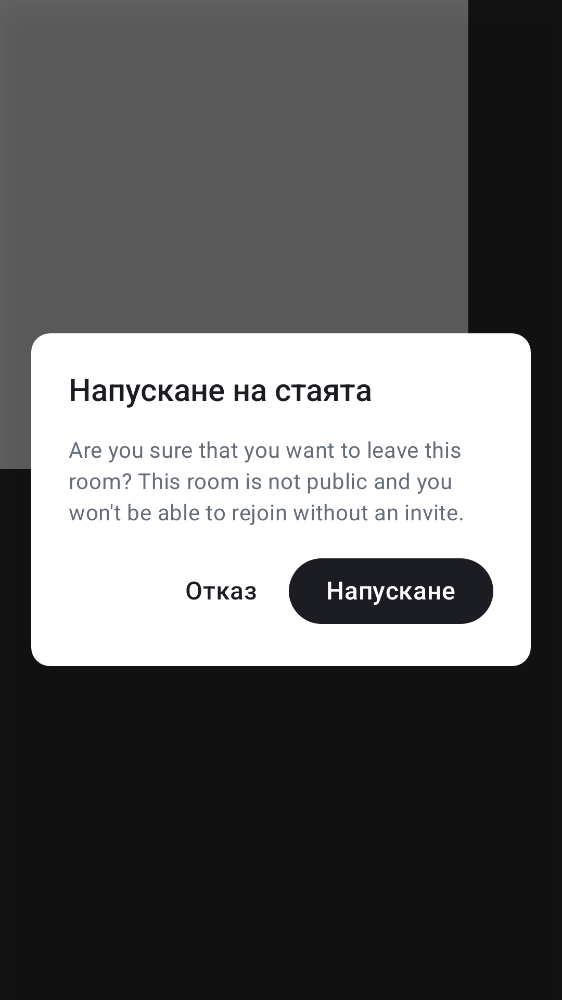 Напускане на стаята
Are you sure that you want to leave this
room? This room is not public and you
won't be able to rejoin without an invite.
Отказ
Напускане